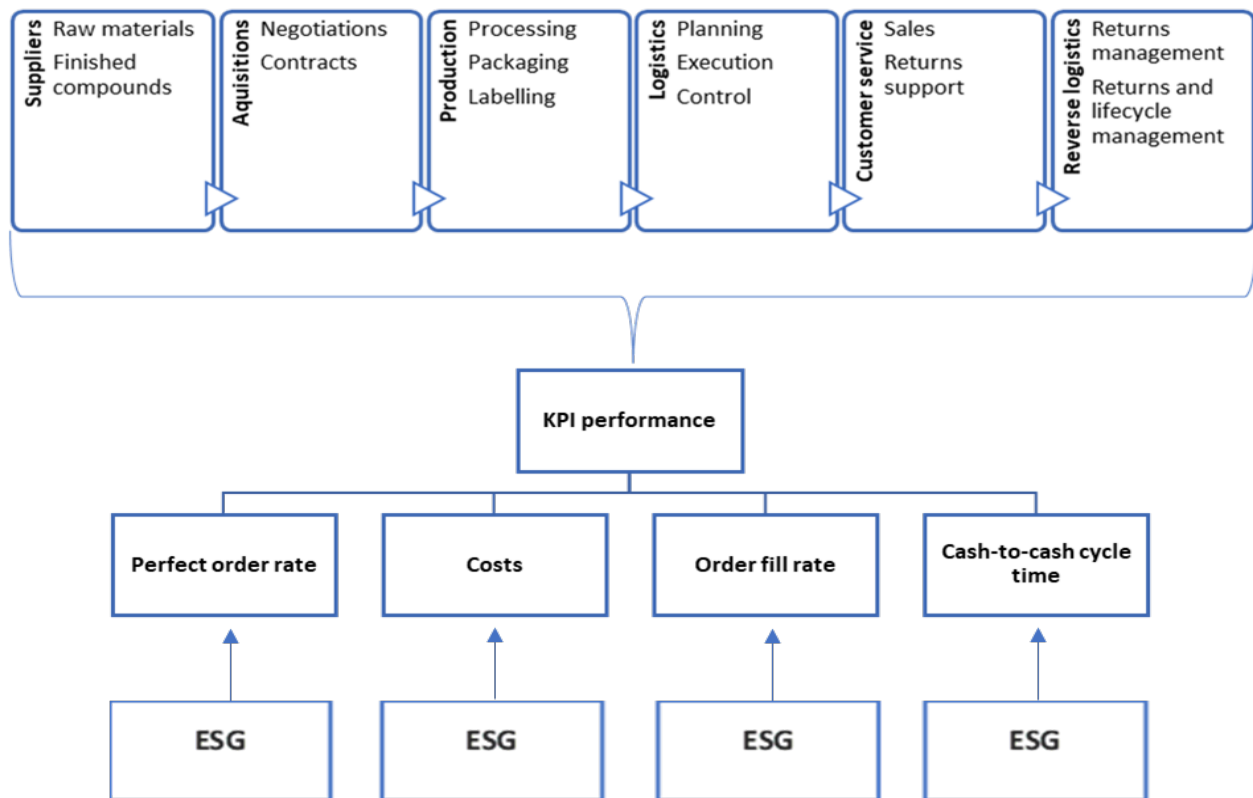 Suppliers
Raw materials
Finished
compounds
Aquisitions
Negotiations
Contracts
Production
Processing
Packaging
Labelling
Logistics
Planning
Execution
Control
Customer service
Sales
Returns
support
Reverse logistics
Returns
management
Returns and
lifecycle
management
KPI performance
Perfect order rate
Costs
Order fill rate
Cash-to-cash cycle
time
ESG
ESG
ESG
ESG